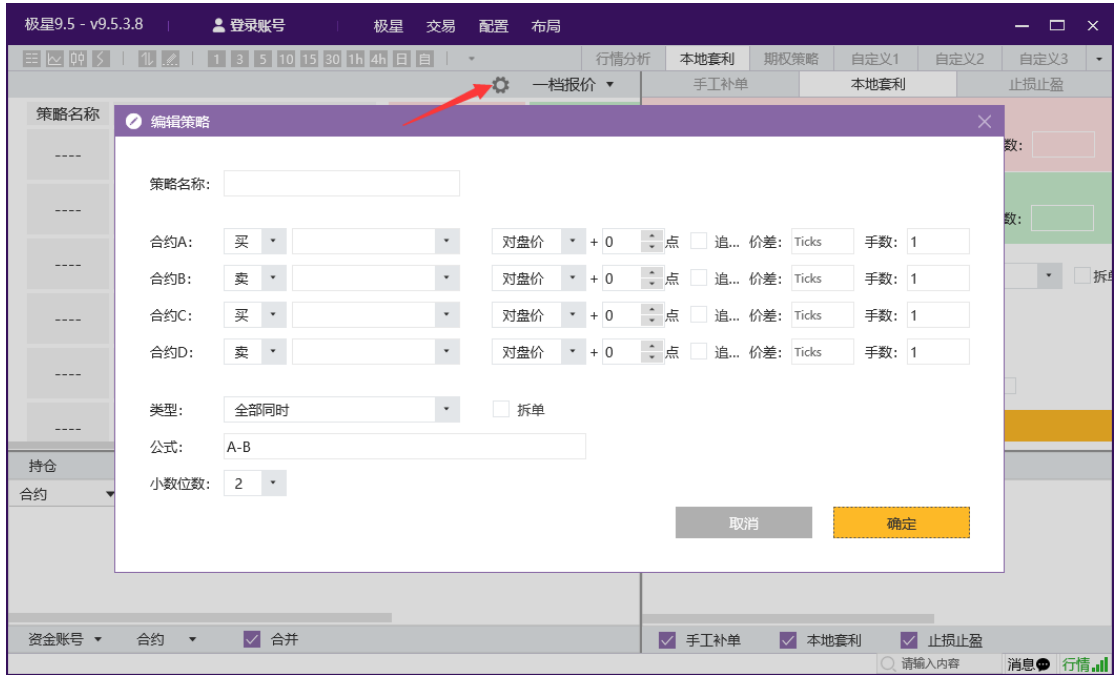 极星9.5 - v9.5.3.8 登录账号 极星 交易 配置 布局
1 3 5 10 15 30 1h 4h 日 行情分析 本地套利 期权策略 自定义1 自定义2 自定义3
一档报价 手工补单 本地套利 止损止盈
策略名称
编辑策略
数:
----
策略名称:
----
数:
合约A: 买 对盘价 + 0 点 追... 价差: Ticks 手数: 1
----
合约B: 卖 对盘价 + 0 点 追... 价差: Ticks 手数: 1
拆
----
合约C: 买 对盘价 + 0 点 追... 价差: Ticks 手数: 1
合约D: 卖 对盘价 + 0 点 追... 价差: Ticks 手数: 1
----
类型: 全部同时 拆单
----
公式: A-B
持仓
小数位数: 2
合约
取消 确定
资金账号 合约 合并 手工补单 本地套利 止损止盈
请输入内容 消息 行情